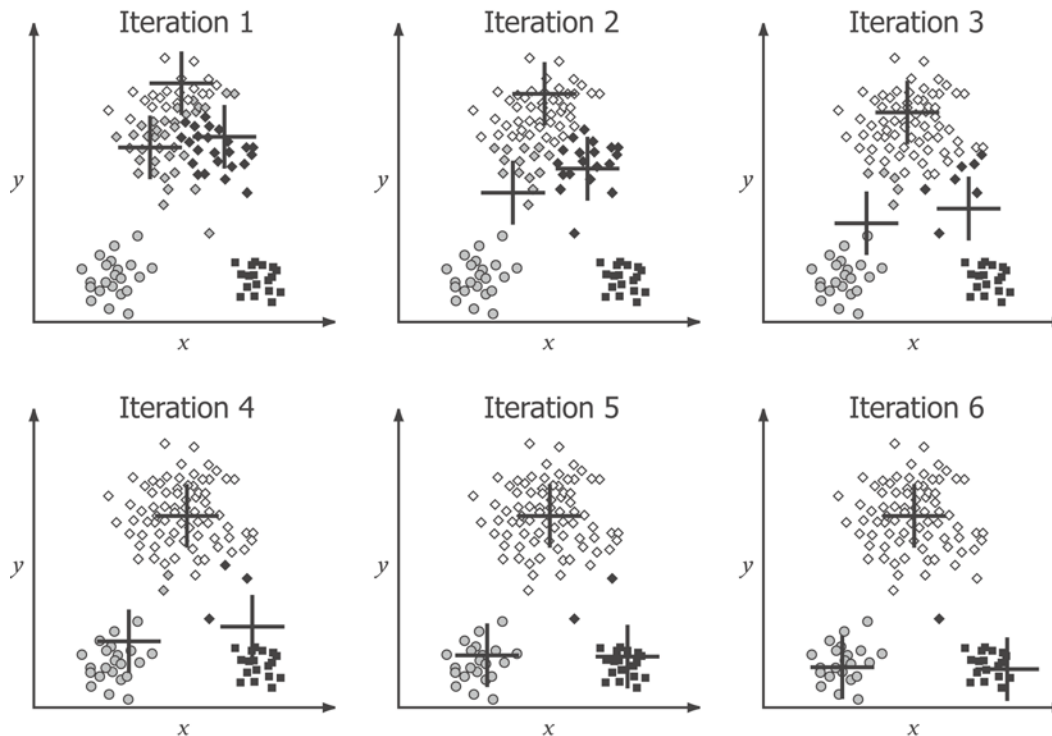 Iteration 1
Iteration 2
Iteration 3
y
y
y
x
x
x
Iteration 4
Iteration 5
Iteration 6
y
y
y
x
x
x